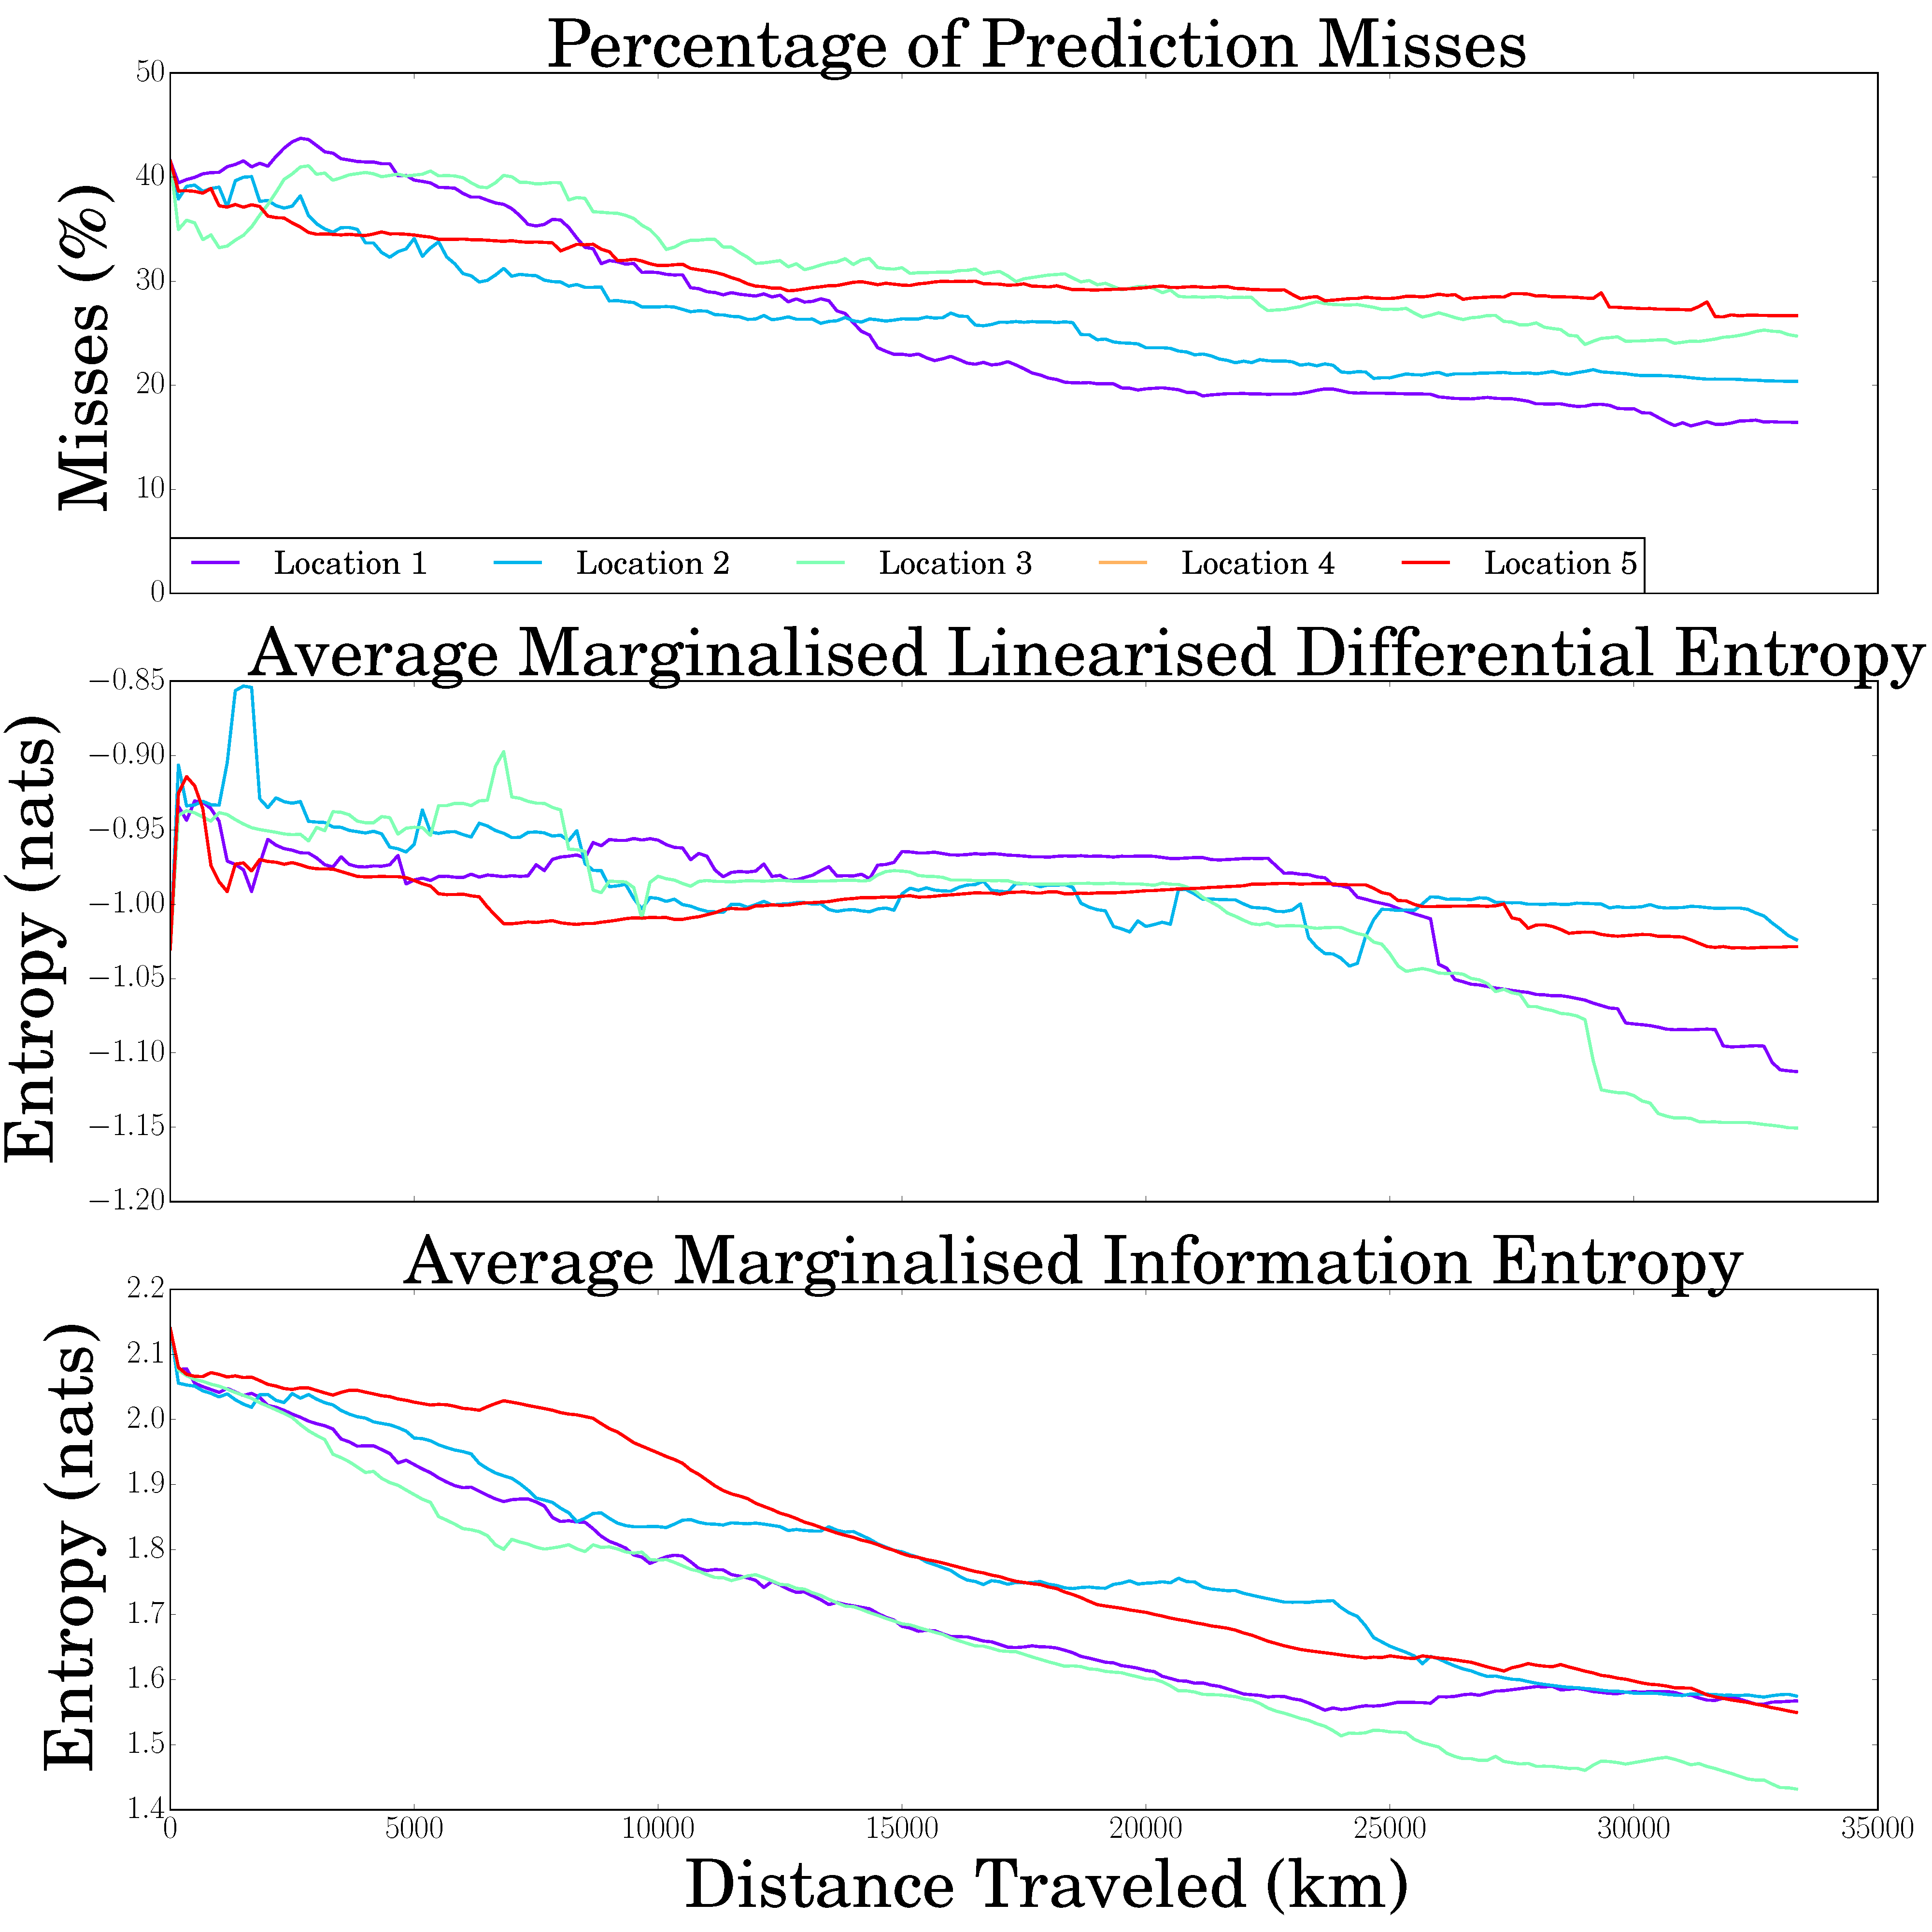 Percentage of Prediction Misses
50
40
30
20
10
0
Misses (%)
Location 1 Location 2 Location 3 Location 4 Location 5
Average Marginalised Linearised Differential Entropy
−0.85
−0.90
−0.95
−1.00
−1.05
−1.10
−1.15
−1.20
Entropy (nats)
Average Marginalised Information Entropy
2.2
2.1
2.0
1.9
1.8
1.7
1.6
1.5
1.4
Entropy (nats)
0 5000 10000 15000 20000 25000 30000 35000
Distance Traveled (km)